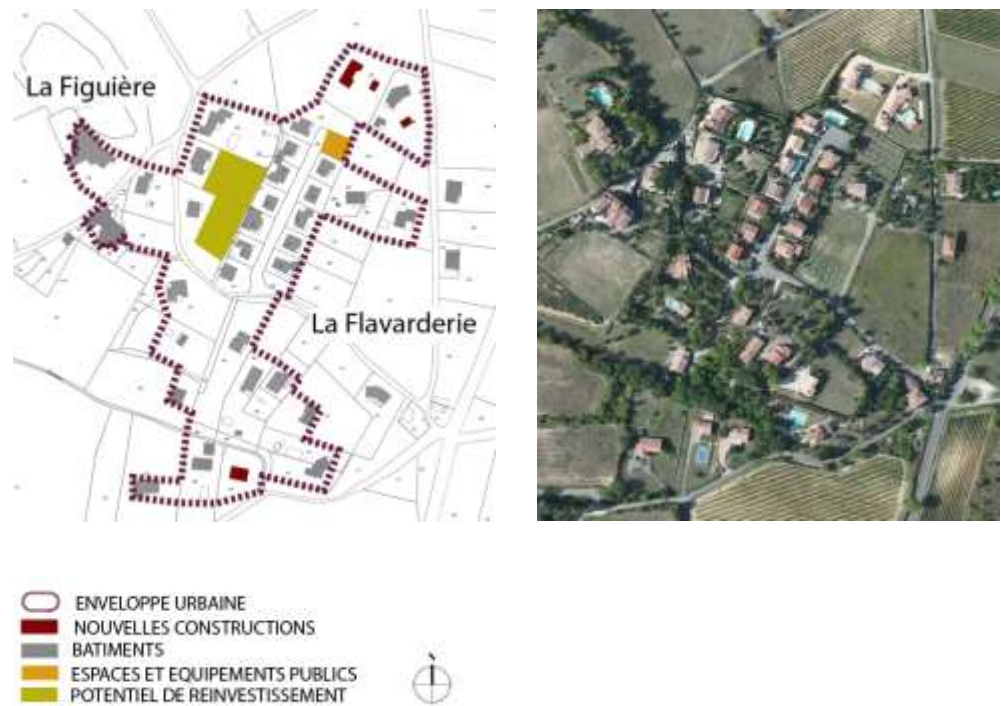 La Figuière
La Flavarderie
ENVELOPPE URBAINE
NOUVELLES CONSTRUCTIONS
BATIMENTS
ESPACES ET EQUIPEMENTS PUBLICS
POTENTIEL DE REINVESTISSEMENT